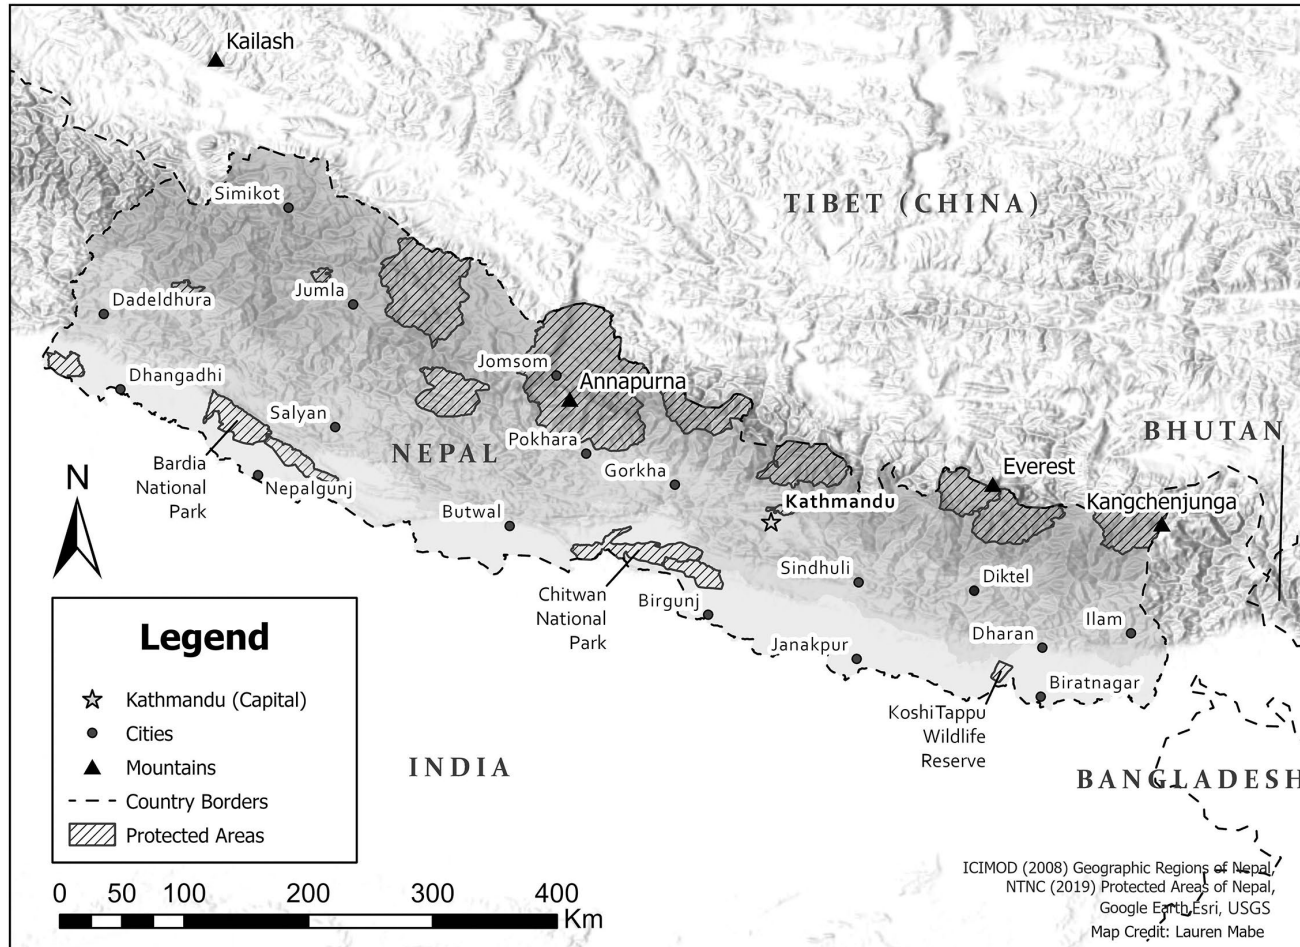 Kailash
TIBET (CHINA)
Simikot
Dadeldhura
Jumla
Dhangadhi
Jomsom
Annapurna
Salyan
NEPAL
Pokhara
BHUTAN
Bardia
National
Park
Nepalgunj
Gorkha
Everest
Kathmandu
Kangchenjunga
N
Butwal
Chitwan
National
Park
Birgunj
Sindhuli
Diktel
Ilam
Dharan
Janakpur
Biratnagar
KoshiTappu
Wildlife
Reserve
INDIA
BANGLADESH
Legend
Kathmandu (Capital)
Cities
Mountains
Country Borders
Protected Areas
0 50 100 200 300 400
Km
ICIMOD (2008) Geographic Regions of Nepal,
NTNC (2019) Protected Areas of Nepal,
Google Earth,Esri, USGS
Map Credit: Lauren Mabe